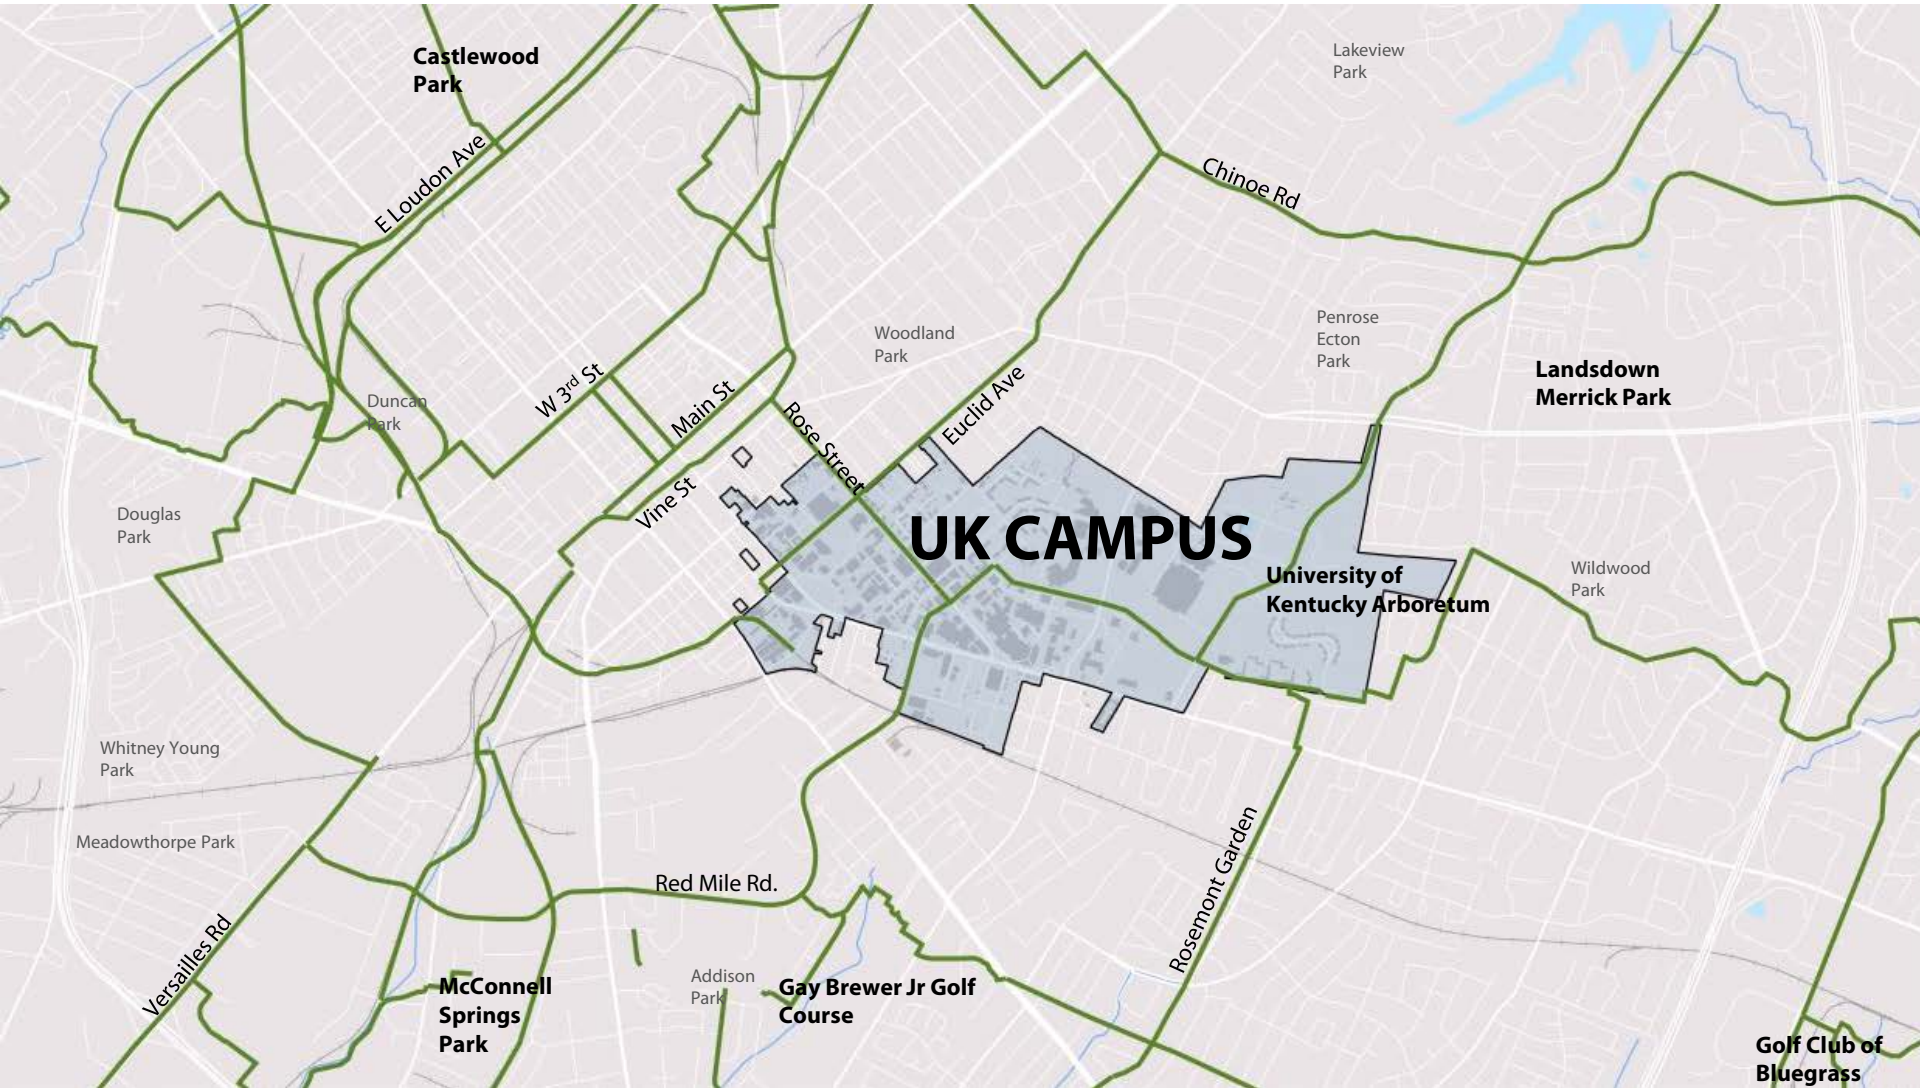 Castlewood
Park
Lakeview
Park
E Loudon Ave
Chinoe Rd
Woodland
Park
Penrose
Ecton
Park
Landsdown
Merrick Park
Duncan
Park
W 3rd St
Main St
Rose Street
Euclid Ave
Vine St
Douglas
Park
UK CAMPUS
University of
Kentucky Arboretum
Wildwood
Park
Whitney Young
Park
Meadowthorpe Park
Red Mile Rd.
Rosemont Garden
Versailles Rd
McConnell
Springs
Park
Addison
Park
Gay Brewer Jr Golf
Course
Golf Club of
Bluegrass